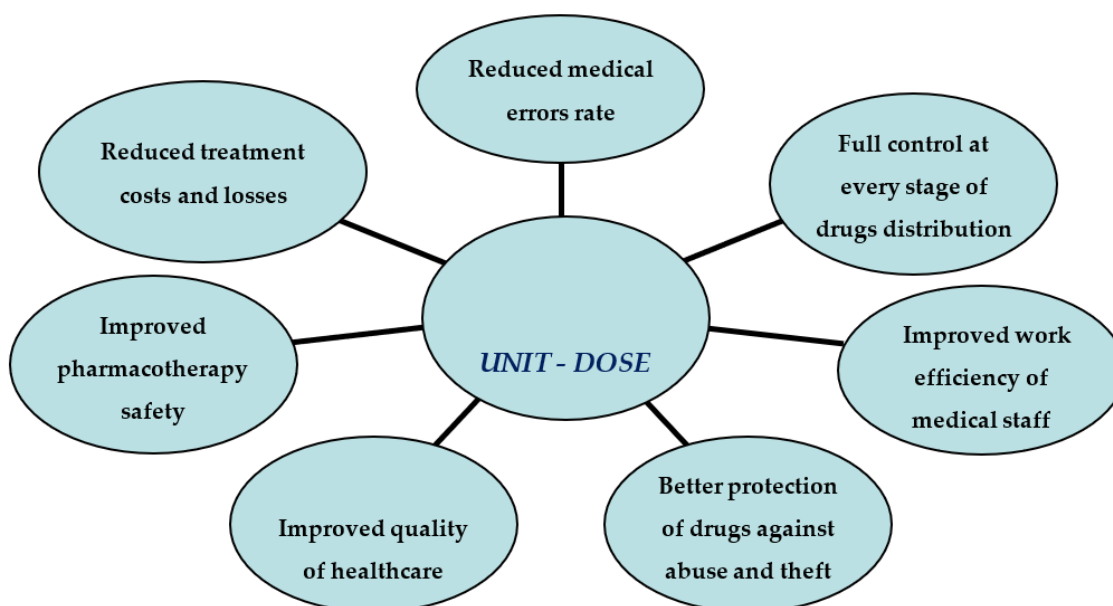 Reduced medical
errors rate
Reduced treatment
costs and losses
Full control at
every stage of
drugs distribution
Improved
pharmacotherapy
safety
UNIT - DOSE
Improved work
efficiency of
medical staff
Improved quality
of healthcare
Better protection
of drugs against
abuse and theft